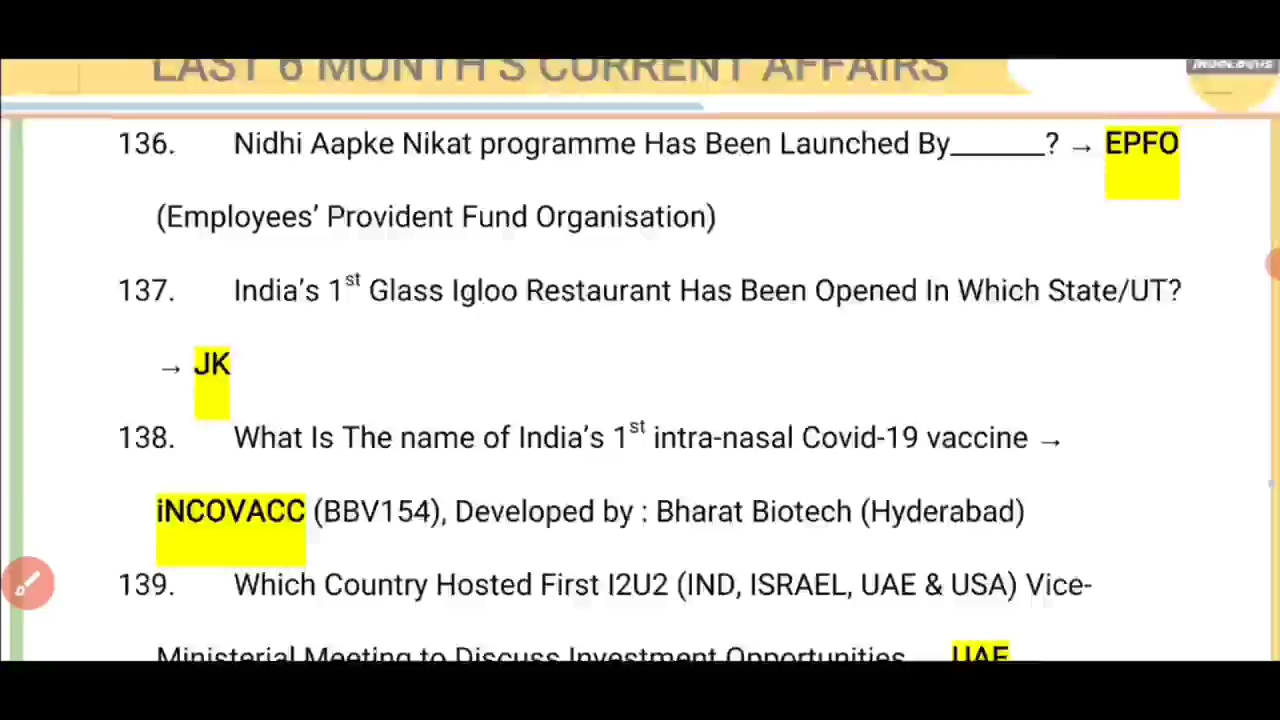 LAST 6 MONTH'S CURRENT AFFAIRS
136. Nidhi Aapke Nikat programme Has Been Launched By______? → EPFO
(Employees’ Provident Fund Organisation)
137. India’s 1st Glass Igloo Restaurant Has Been Opened In Which State/UT?
→ JK
138. What Is The name of India’s 1st intra-nasal Covid-19 vaccine →
iNCOVACC (BBV154), Developed by : Bharat Biotech (Hyderabad)
139. Which Country Hosted First I2U2 (IND, ISRAEL, UAE & USA) Vice-
Ministerial Meeting to Discuss Investment Opportunities UAE